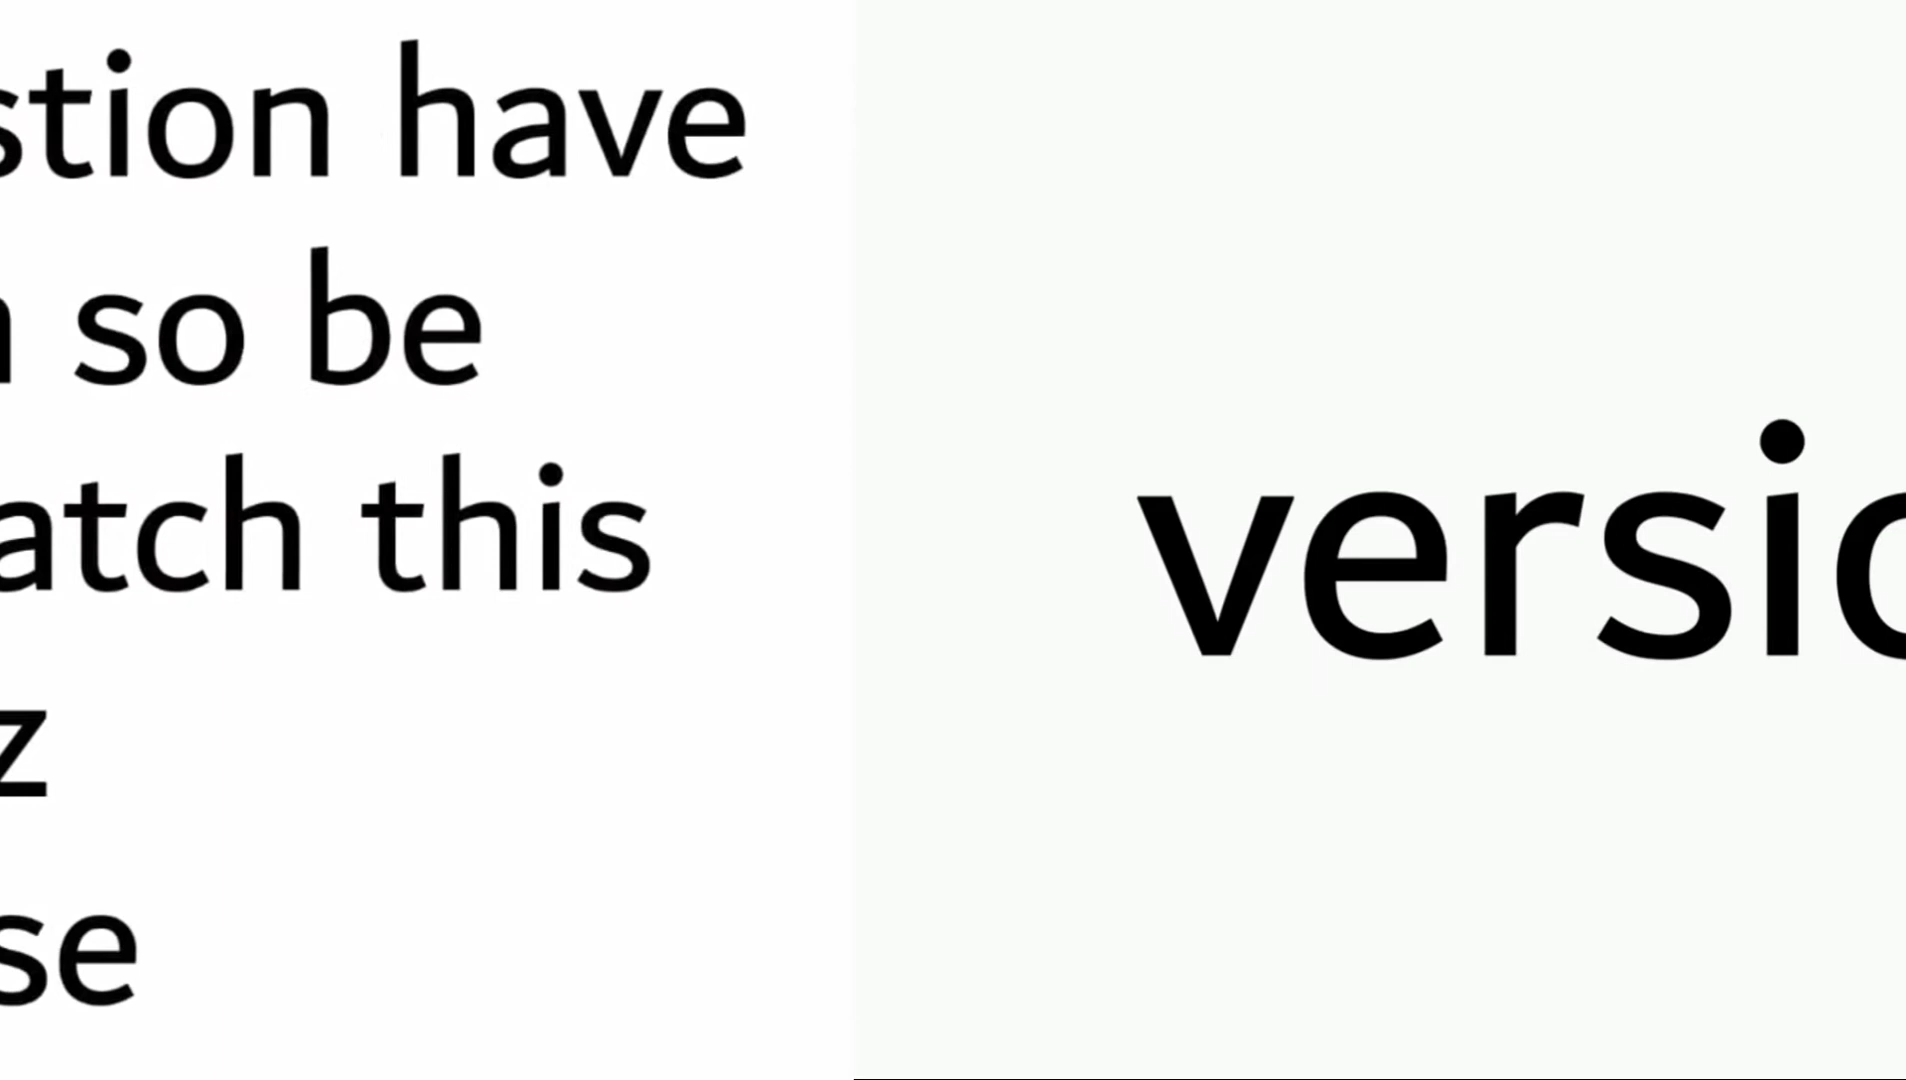 stion have
so be
atch this
z
se
versio